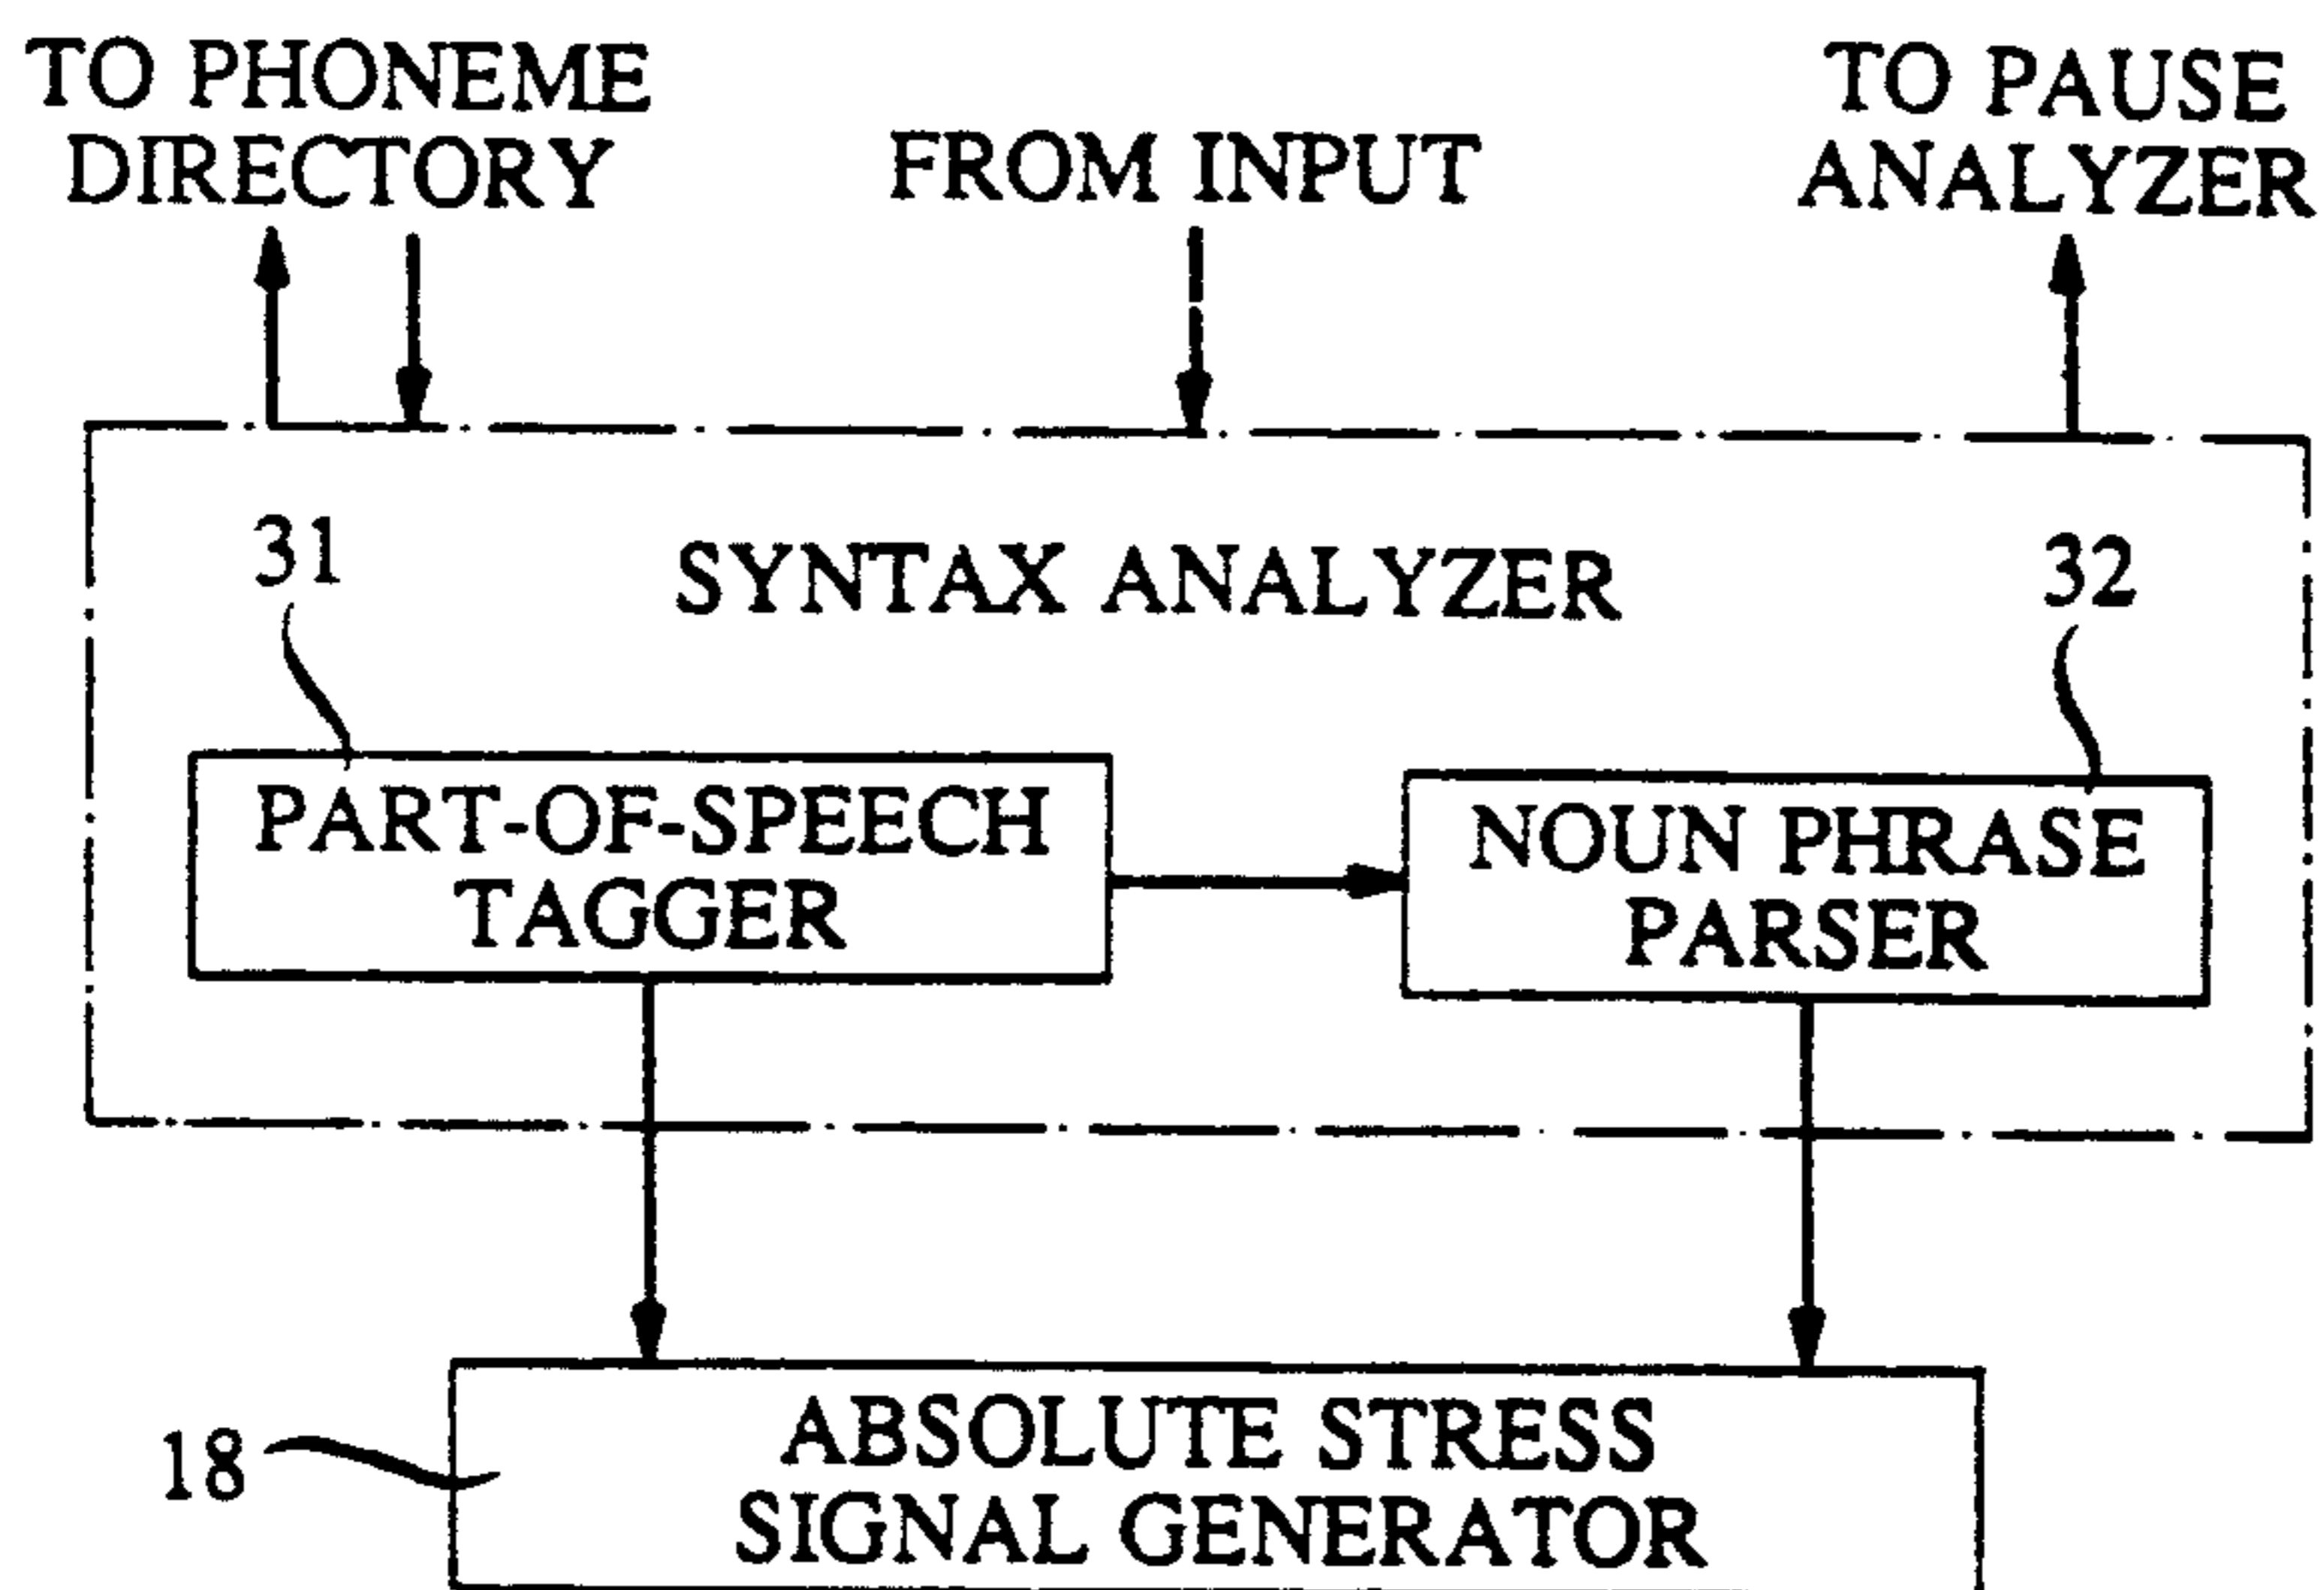 TO PHONEME
DIRECTORY
FROM INPUT
TO PAUSE
ANALYZER
31
SYNTAX ANALYZER
32
PART-OF-SPEECH
TAGGER
NOUN PHRASE
PARSER
18
ABSOLUTE STRESS
SIGNAL GENERATOR